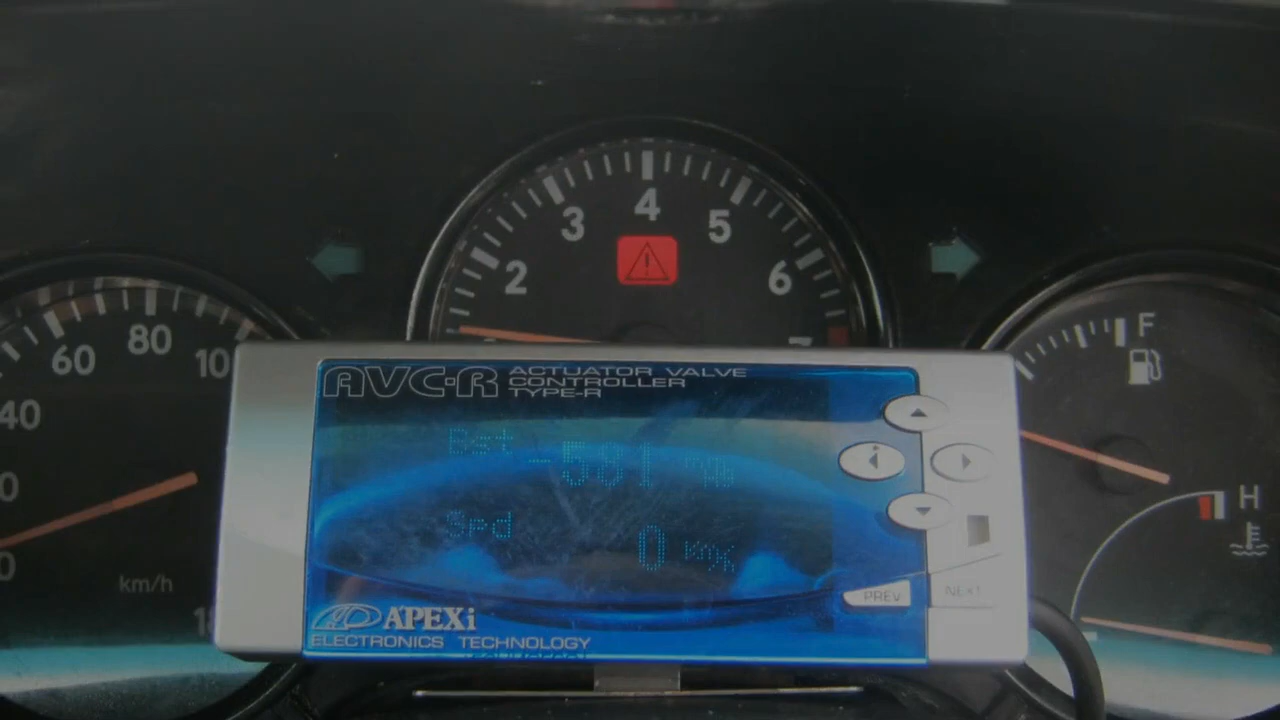 4
3 5
2 6
F
80
60 100
40
km/h
H
AVC-R ACTUATOR VALVE
CONTROLLER
TYPE-R
Bst -581
Spd 0 Km/h
PREV NEXT
APEXi
ELECTRONICS TECHNOLOGY